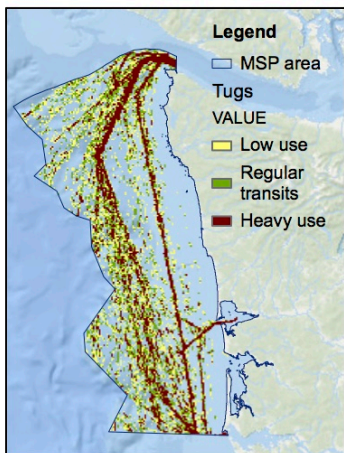 Legend
MSP area
Tugs
VALUE
Low use
Regular
transits
Heavy use